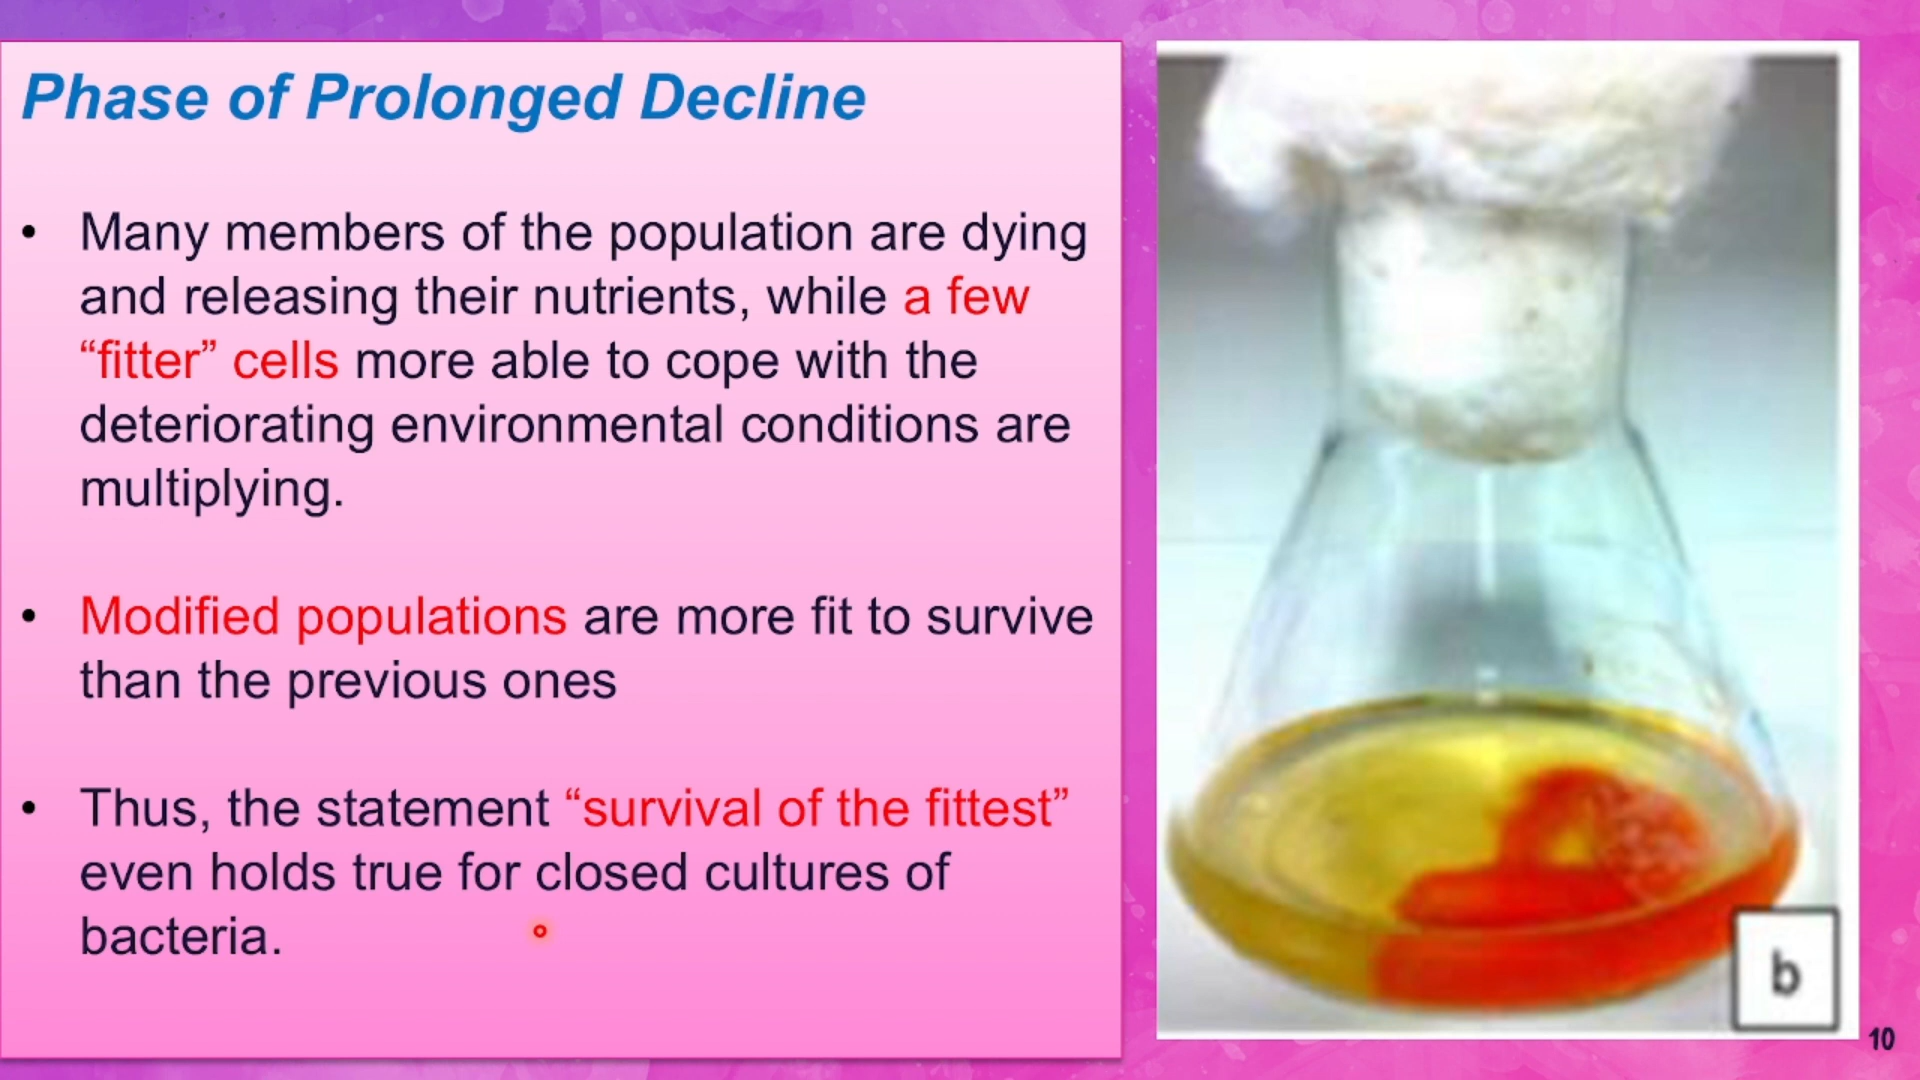 Phase of Prolonged Decline
• Many members of the population are dying
and releasing their nutrients, while a few
“fitter” cells more able to cope with the
deteriorating environmental conditions are
multiplying.
• Modified populations are more fit to survive
than the previous ones
• Thus, the statement “survival of the fittest”
even holds true for closed cultures of
bacteria.
b
10